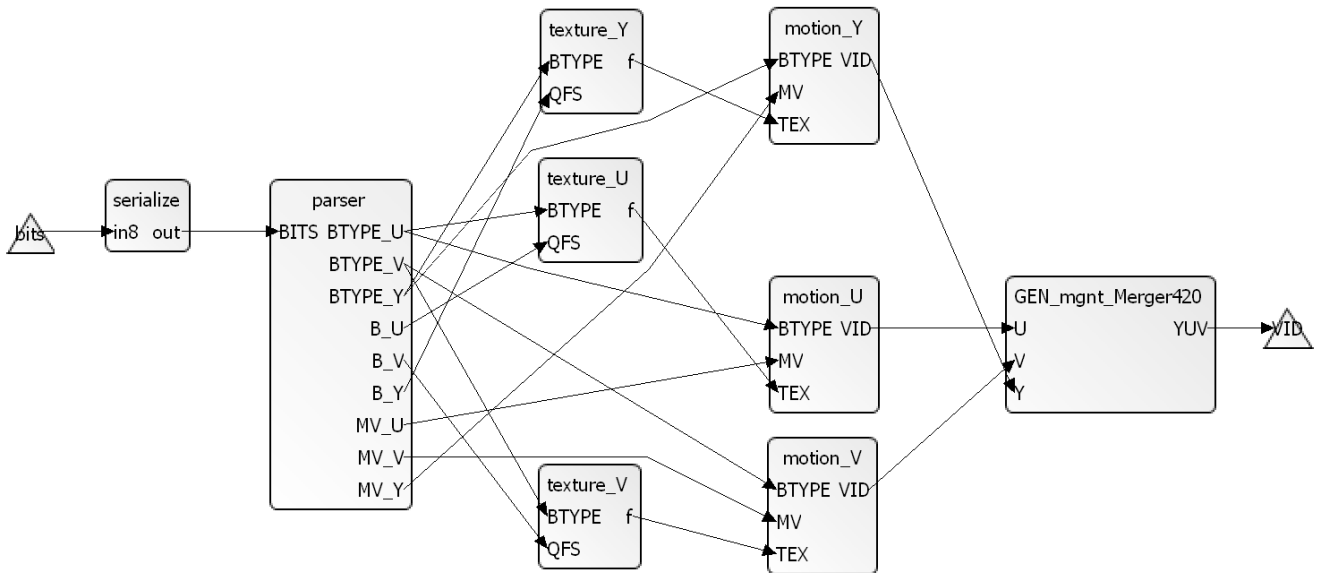 bits
serialize
in8 out
parser
BITS BTYPE_U
BTYPE_V
BTYPE_Y
B_U
B_V
B_Y
MV_U
MV_V
MV_Y
texture_Y
BTYPE f
QFS
texture_U
BTYPE f
QFS
texture_V
BTYPE f
QFS
motion_Y
BTYPE VID
MV
TEX
motion_U
BTYPE VID
MV
TEX
motion_V
BTYPE VID
MV
TEX
GEN_mgnt_Merger420
U YUV
V
Y
VID